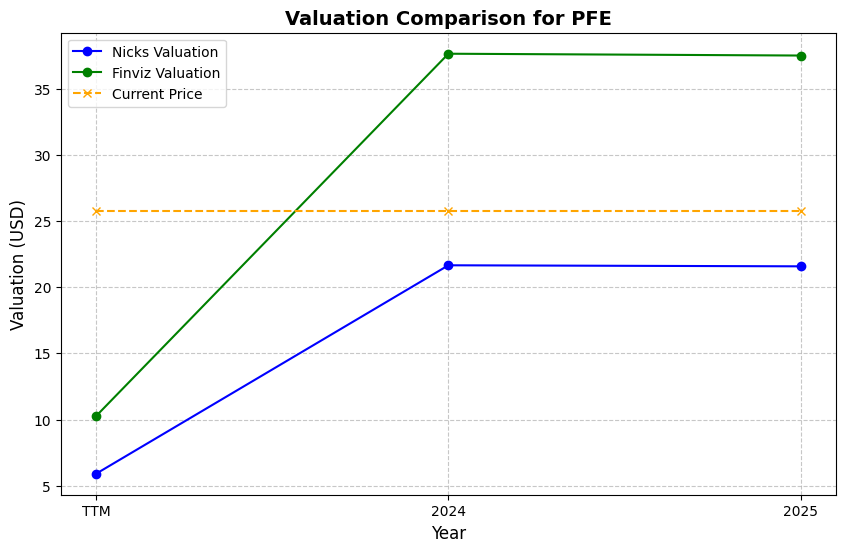 Valuation Comparison for PFE
Nicks Valuation
Finviz Valuation
Current Price
Valuation (USD)
35
30
25
20
15
10
5
TTM
2024
2025
Year